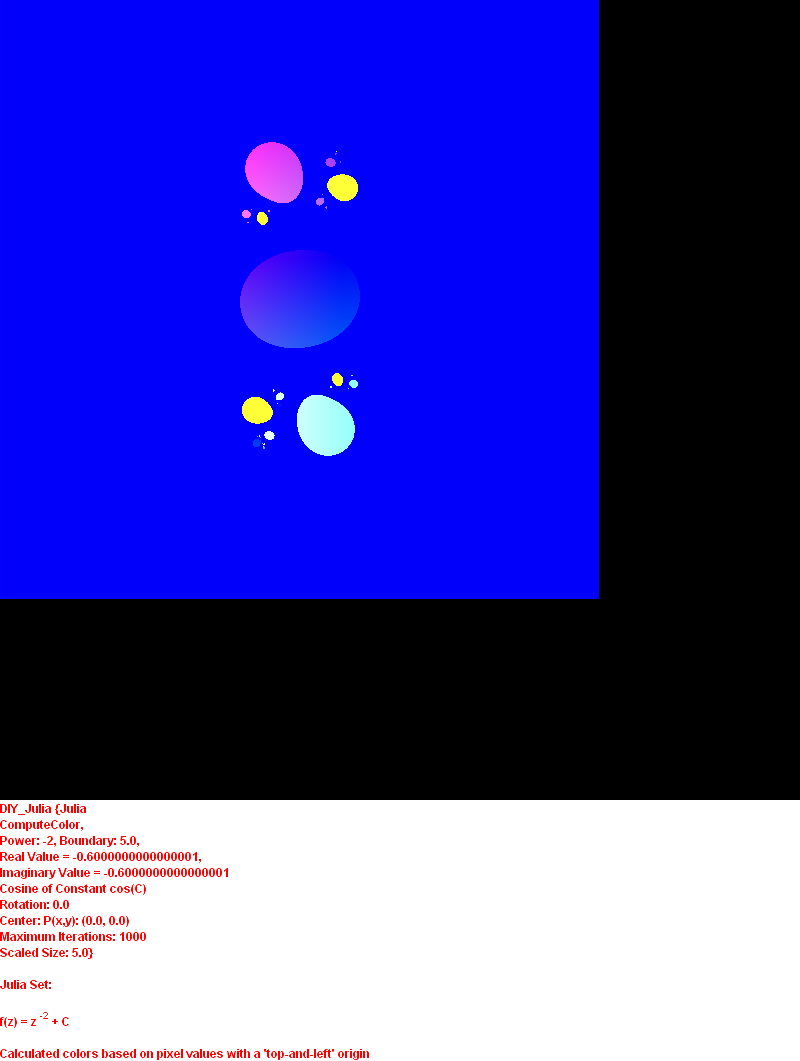 DIY_Julia {Julia
ComputeColor,
Power: -2, Boundary: 5.0,
Real Value = -0.6000000000000001,
Imaginary Value = -0.6000000000000001
Cosine of Constant cos(C)
Rotation: 0.0
Center: P(x,y): (0.0, 0.0)
Maximum Iterations: 1000
Scaled Size: 5.0}
Julia Set:
f(z) = z -2 + C
Calculated colors based on pixel values with a 'top-and-left' origin